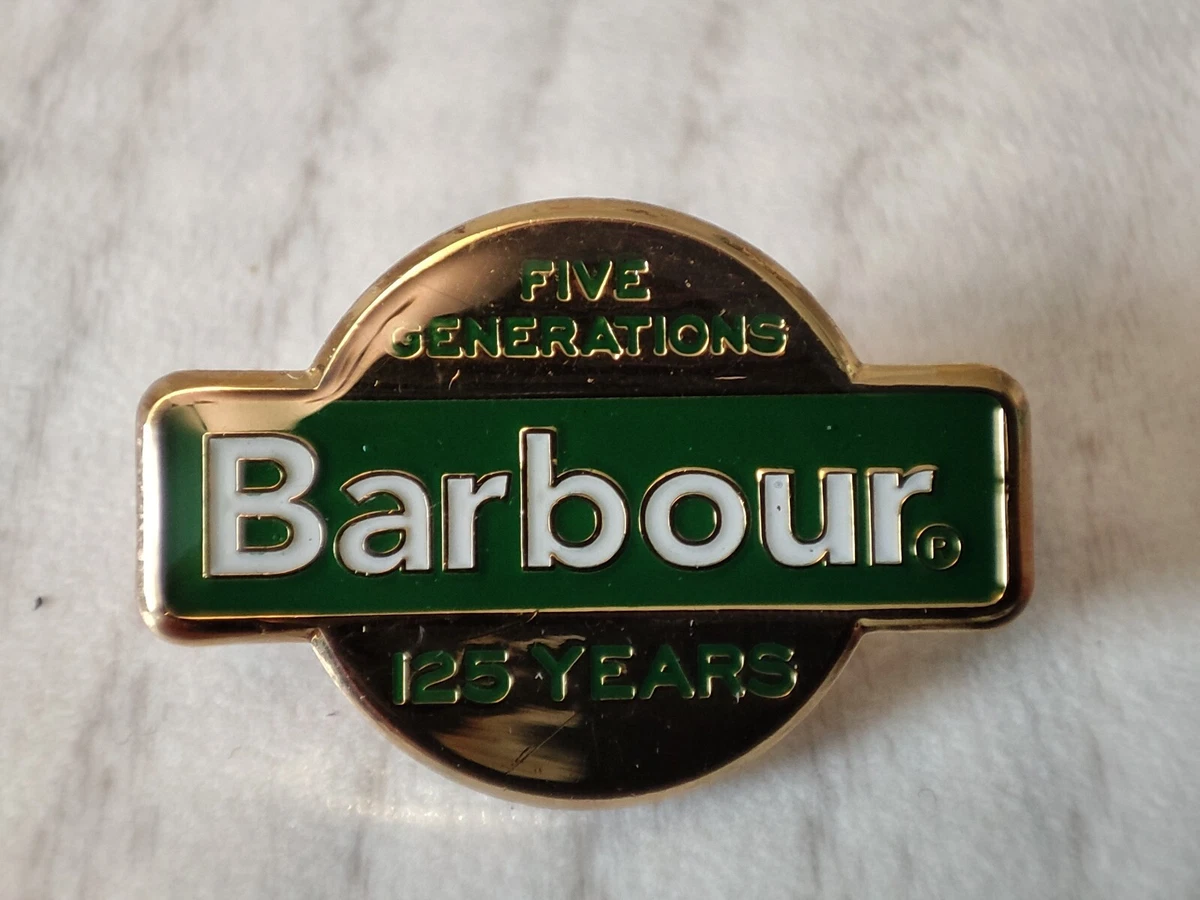 FIVE
GENERATIONS
Barbour®
125 YEARS